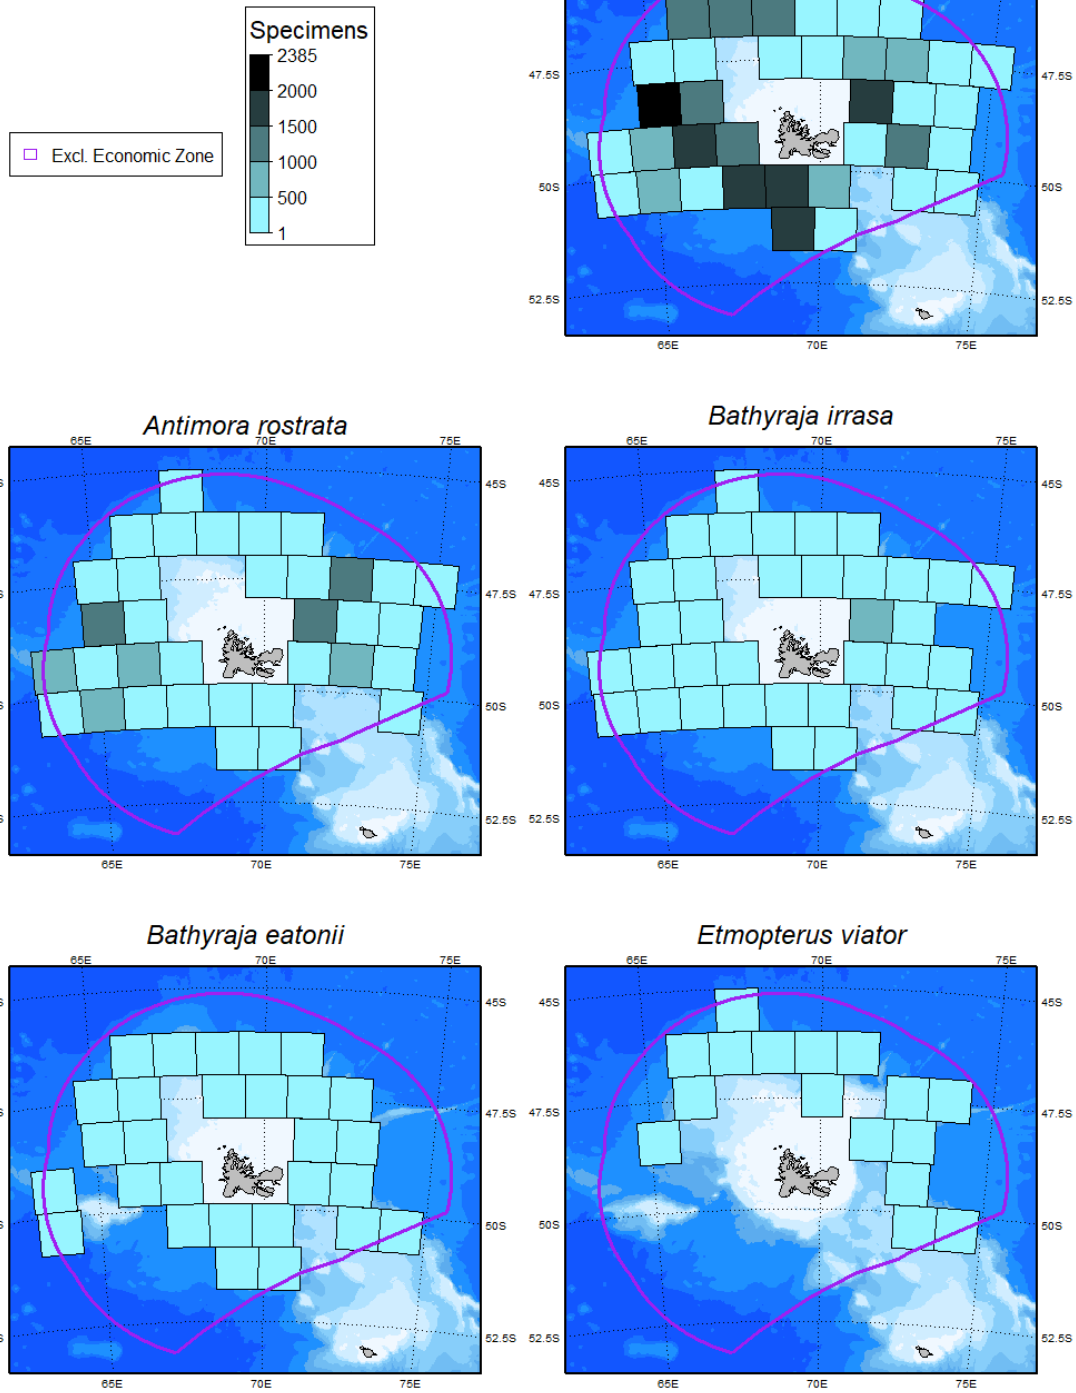 Specimens
2385
2000
1500
1000
500
1
Excl. Economic Zone
47.5S 47.5S
50S 50S
52.5S 52.5S
65E 70E 75E
Antimora rostrata
65E 70E 75E
S 45S
S 47.5S
S 50S
S 52.5S
65E 70E 75E
Bathyraja irrasa
65E 70E 75E
45S 45S
47.5S 47.5S
50S 50S
52.5S 52.5S
65E 70E 75E
Bathyraja eatonii
65E 70E 75E
S 45S
S 47.5S
S 50S
S 52.5S
65E 70E 75E
Etmopterus viator
65E 70E 75E
45S 45S
47.5S 47.5S
50S 50S
52.5S 52.5S
65E 70E 75E